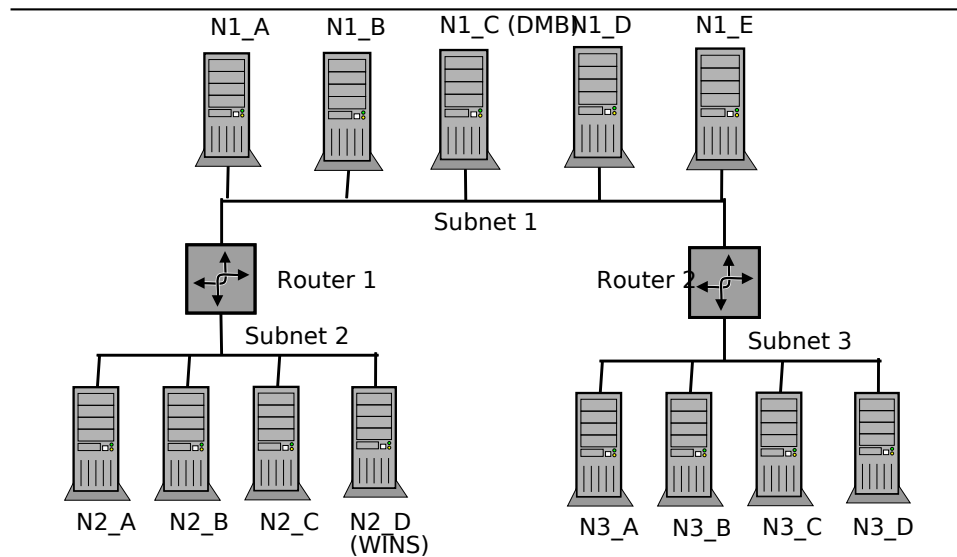 N1_A N1_B N1_C (DMB) N1_D N1_E
Subnet 1
Router 1 Router 2
Subnet 2 Subnet 3
N2_A N2_B N2_C N2_D
(WINS)
N3_A N3_B N3_C N3_D